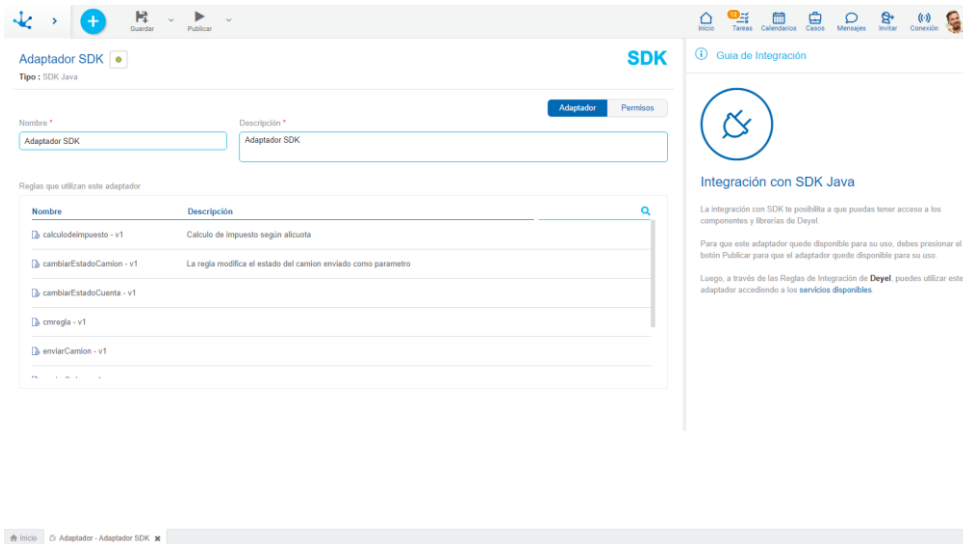 Guardar
Publicar
Inicio
12
Tareas
Calendarios
Casos
Mensajes
Invitar
Conexión
Adaptador SDK
SDK
Tipo : SDK Java
Adaptador
Permisos
Nombre *
Descripción *
Adaptador SDK
Adaptador SDK
Reglas que utilizan este adaptador
Nombre
Descripción
calculodeimpuesto - v1
Calculo de impuesto según alicuota
cambiarEstadoCamion - v1
La regla modifica el estado del camion enviado como parametro
cambiarEstadoCuenta - v1
cmregla - v1
enviarCamion - v1
Guia de Integración
Integración con SDK Java
La integración con SDK te posibilita a que puedas tener acceso a los
componentes y librerías de Deyel.
Para que este adaptador quede disponible para su uso, debes presionar el
botón Publicar para que el adaptador quede disponible para su uso.
Luego, a través de las Reglas de Integración de Deyel, puedes utilizar este
adaptador accediendo a los servicios disponibles.
Inicio
Adaptador - Adaptador SDK